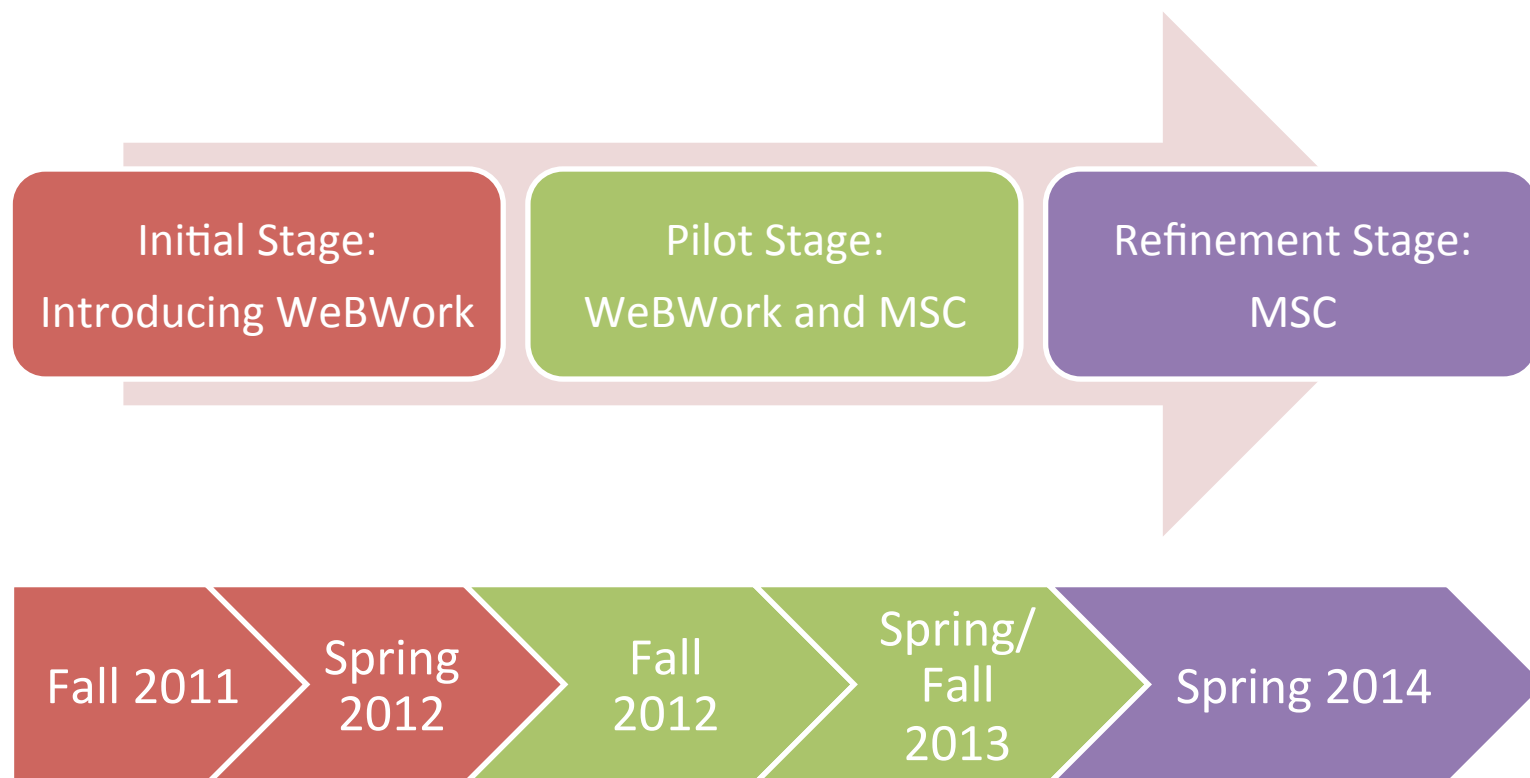 Initial Stage:
Introducing WeBWork
Pilot Stage:
WeBWork and MSC
Refinement Stage:
MSC
Fall 2011
Spring
2012
Fall
2012
Spring/
Fall
2013
Spring 2014